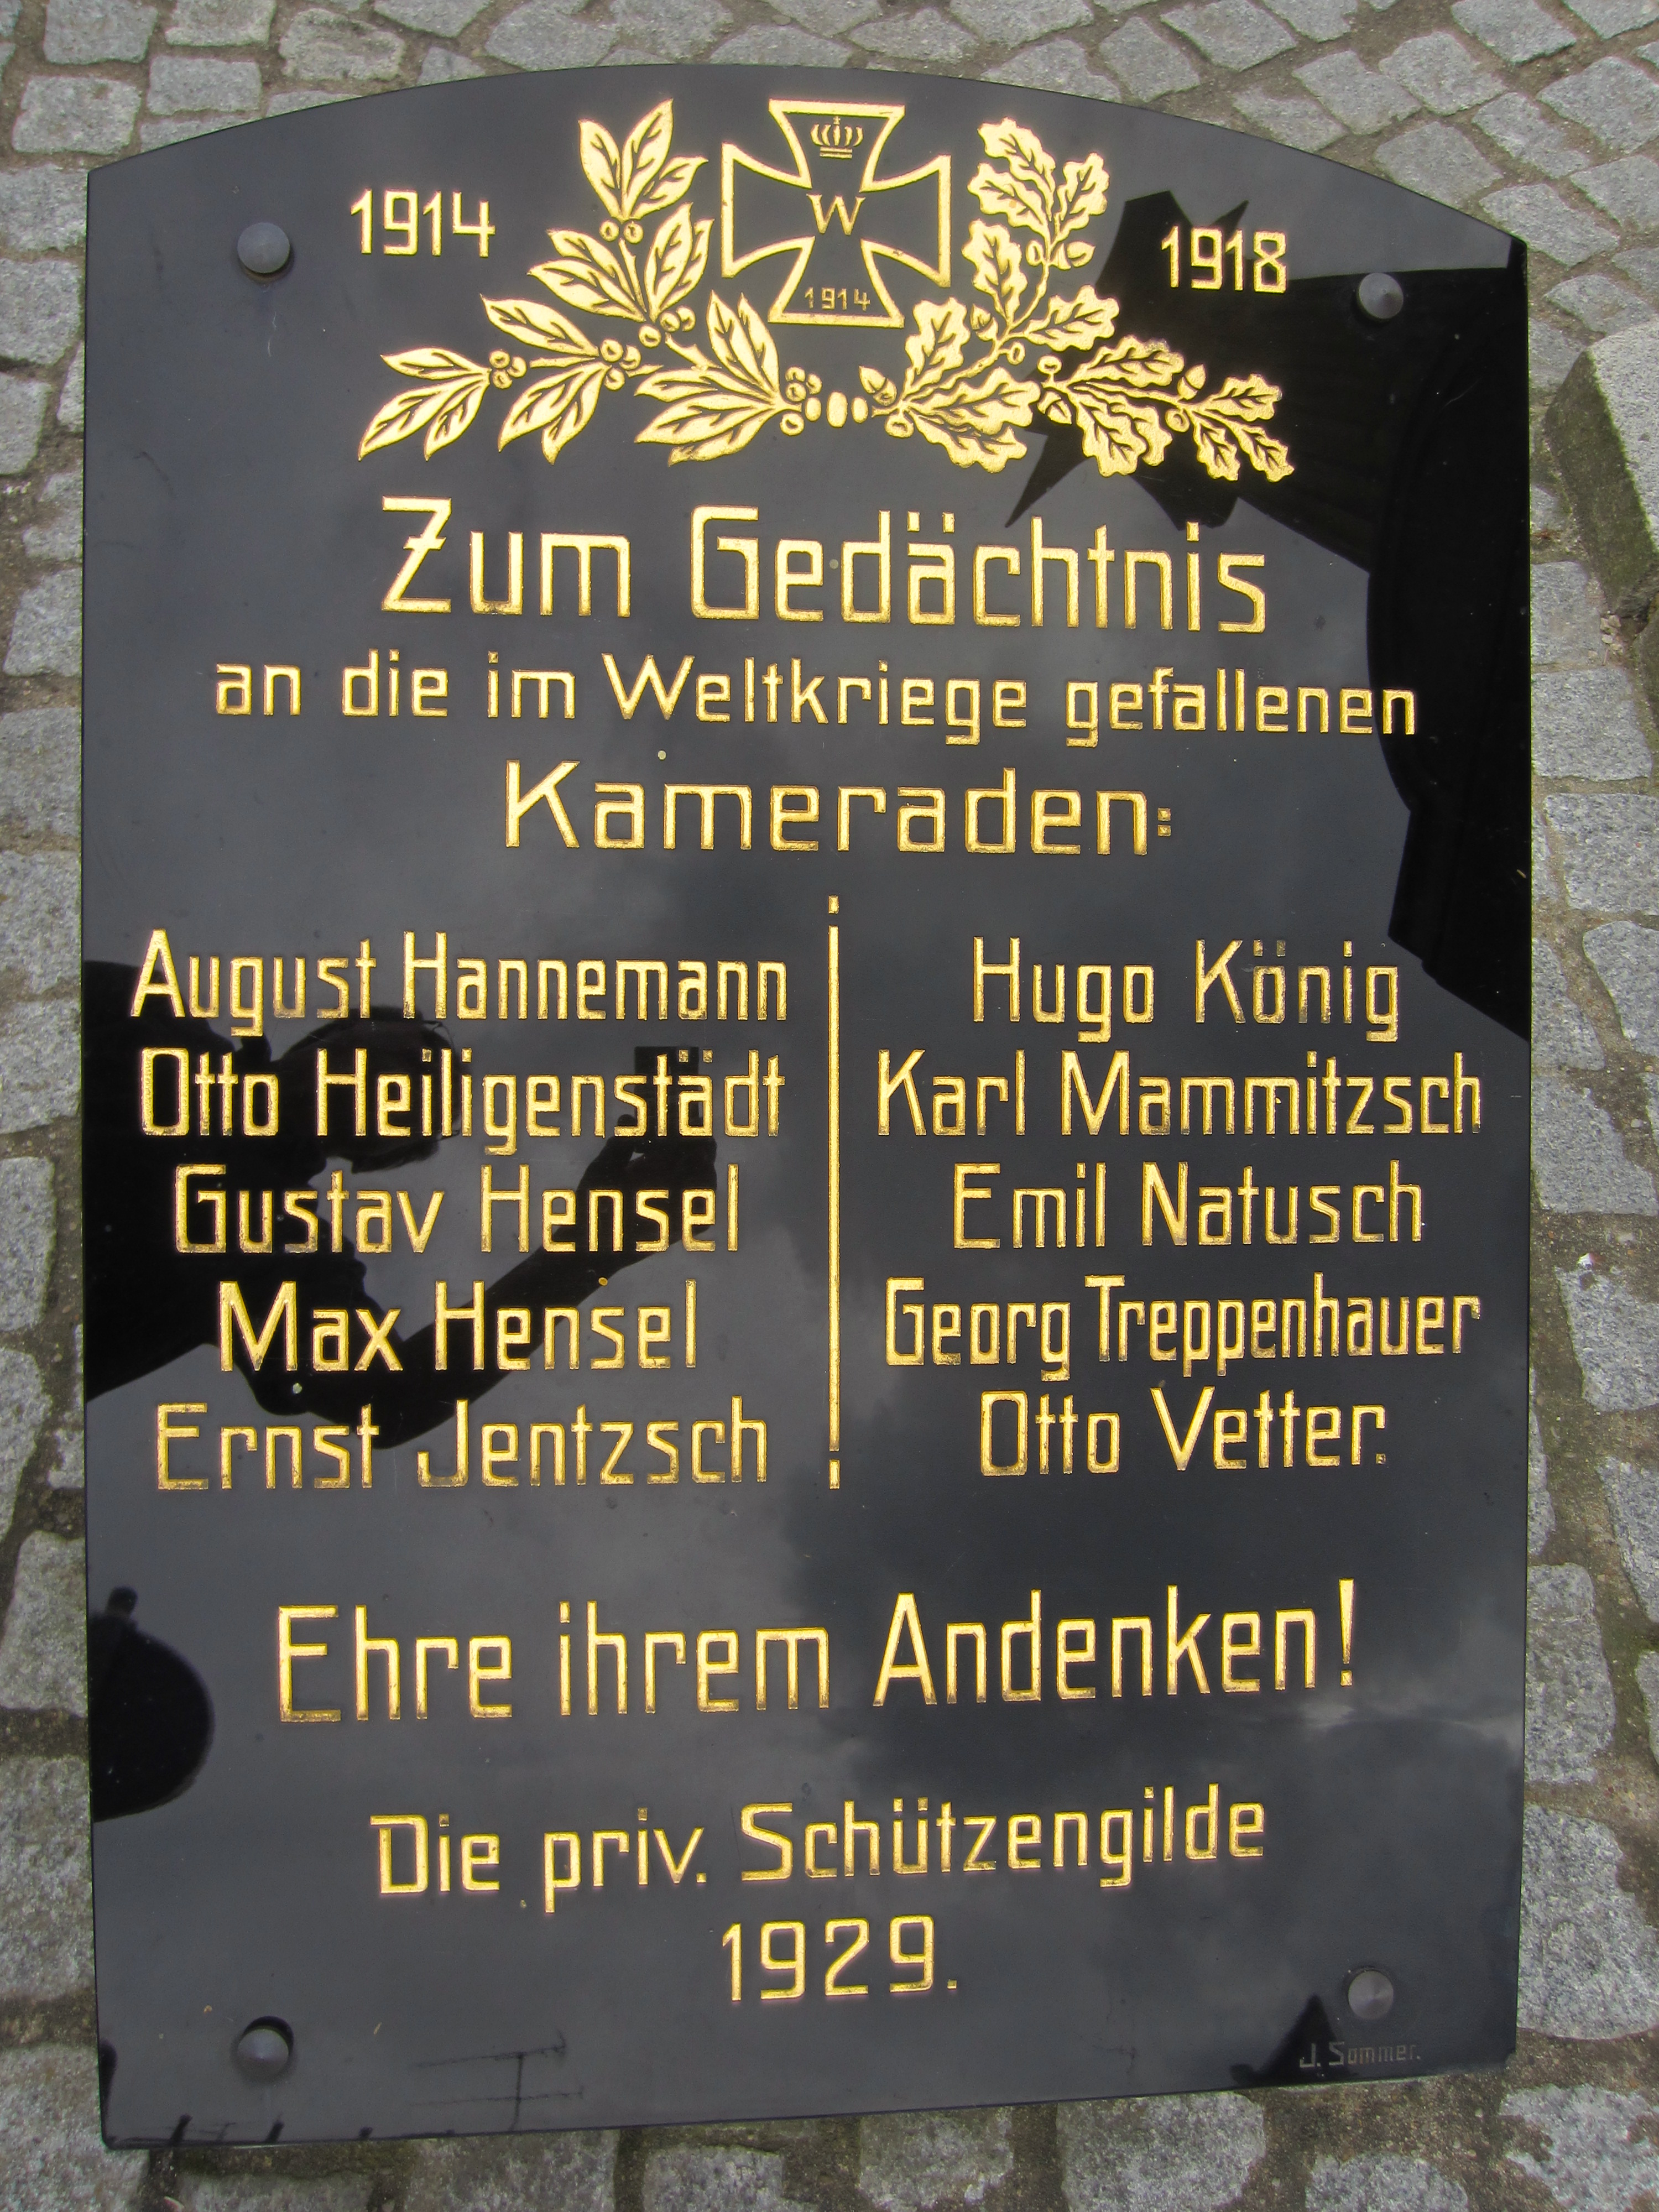 1914 W 1918
1914
Zum Gedächtnis
an die im Weltkriege gefallenen
Kameraden:
August Hannemann
Otto Heiligenstädt
Gustav Hensel
Max Hensel
Ernst Jentzsch
Hugo König
Karl Mammitzsch
Emil Natusch
Georg Treppenhauer
Otto Vetter.
Ehre ihrem Andenken!
Die priv. Schützengilde
1929.
J. Sommer.